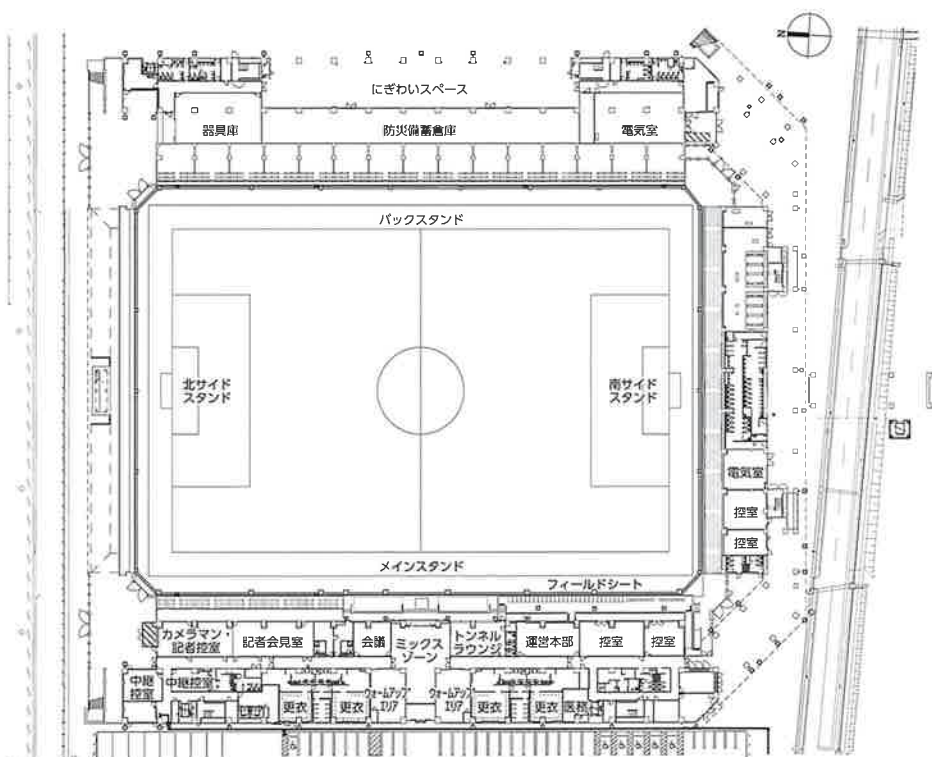 N
にぎわいスペース
器具庫
防災備蓄倉庫
電気室
バックスタンド
北サイド
スタンド
南サイド
スタンド
電気室
控室
控室
メインスタンド
フィールドシート
カメラマン・
記者控室
記者会見室
会議
ミックス
ゾーン
トンネル
ラウンジ
運営本部
控室
控室
中継
控室
中継控室
更衣
更衣
ウォームアップ
エリア
ウォームアップ
エリア
更衣
更衣
医務